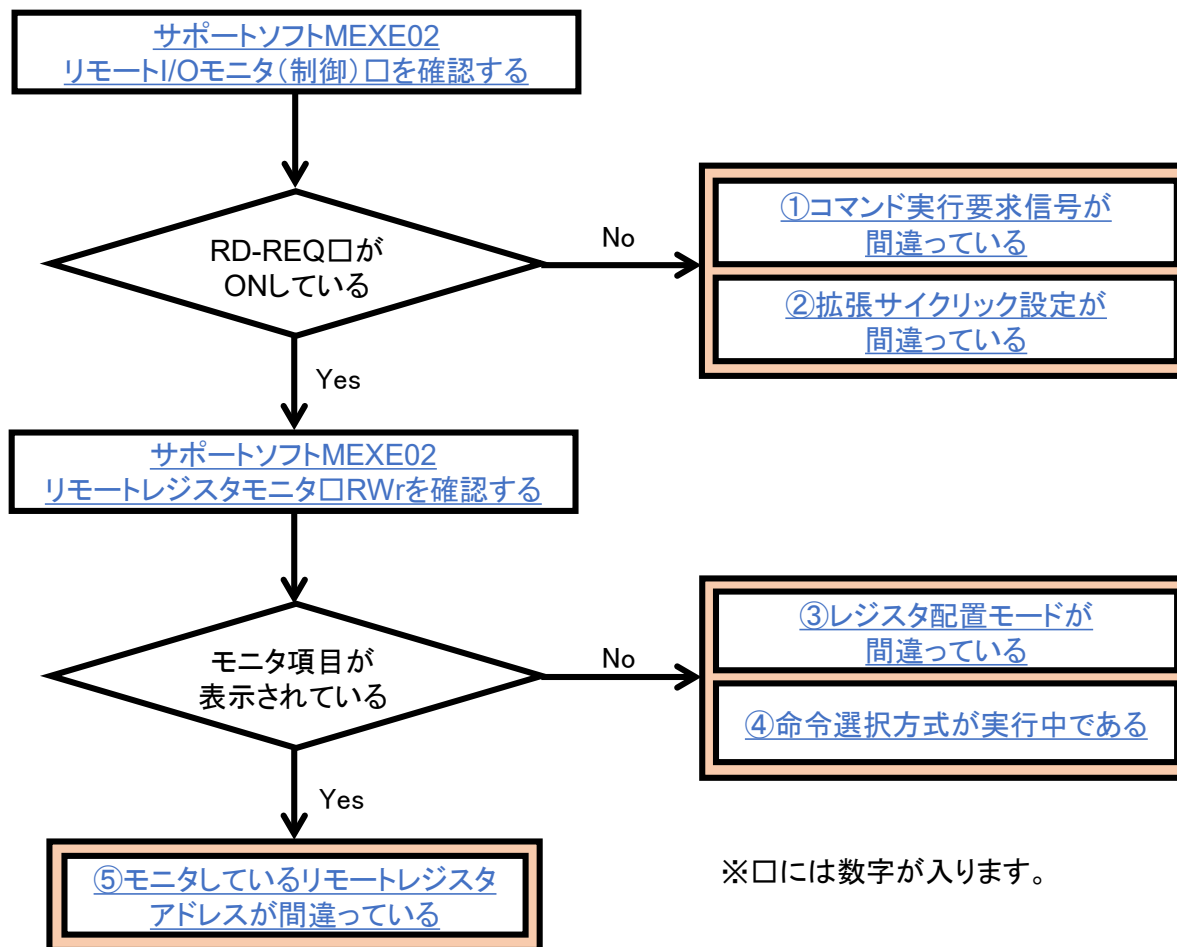 サポートソフトMEXE02
リモートI/Oモニタ（制御）□を確認する
RD-REQ□が
ONしている
No
①コマンド実行要求信号が
間違っている
②拡張サイクリック設定が
間違っている
Yes
サポートソフトMEXE02
リモートレジスタモニタ□RWrを確認する
モニタ項目が
表示されている
No
③レジスタ配置モードが
間違っている
④命令選択方式が実行中である
Yes
⑤モニタしているリモートレジスタ
アドレスが間違っている
※□には数字が入ります。